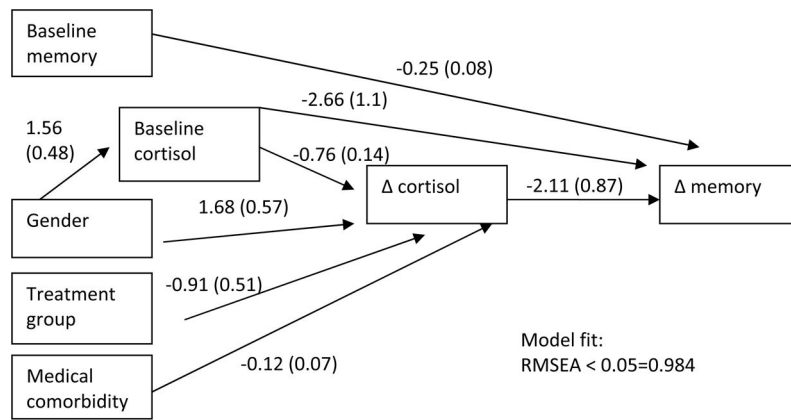 Baseline
memory
-0.25 (0.08)
-2.66 (1.1)
1.56
(0.48)
Baseline
cortisol
-0.76 (0.14)
Δ cortisol
-2.11 (0.87)
Δ memory
Gender
1.68 (0.57)
Treatment
group
-0.91 (0.51)
Medical
comorbidity
-0.12 (0.07)
Model fit:
RMSEA < 0.05=0.984